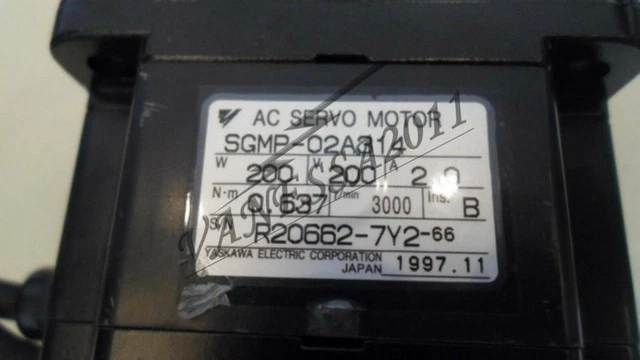 AC SERVO MOTOR
SGMP-02A314
W 200 V 200 A 2.0
N·m 0.637 r/min 3000 Ins. B
S/N R20662-7Y2-66
YASKAWA ELECTRIC CORPORATION
JAPAN 1997.11
VANESSA2011